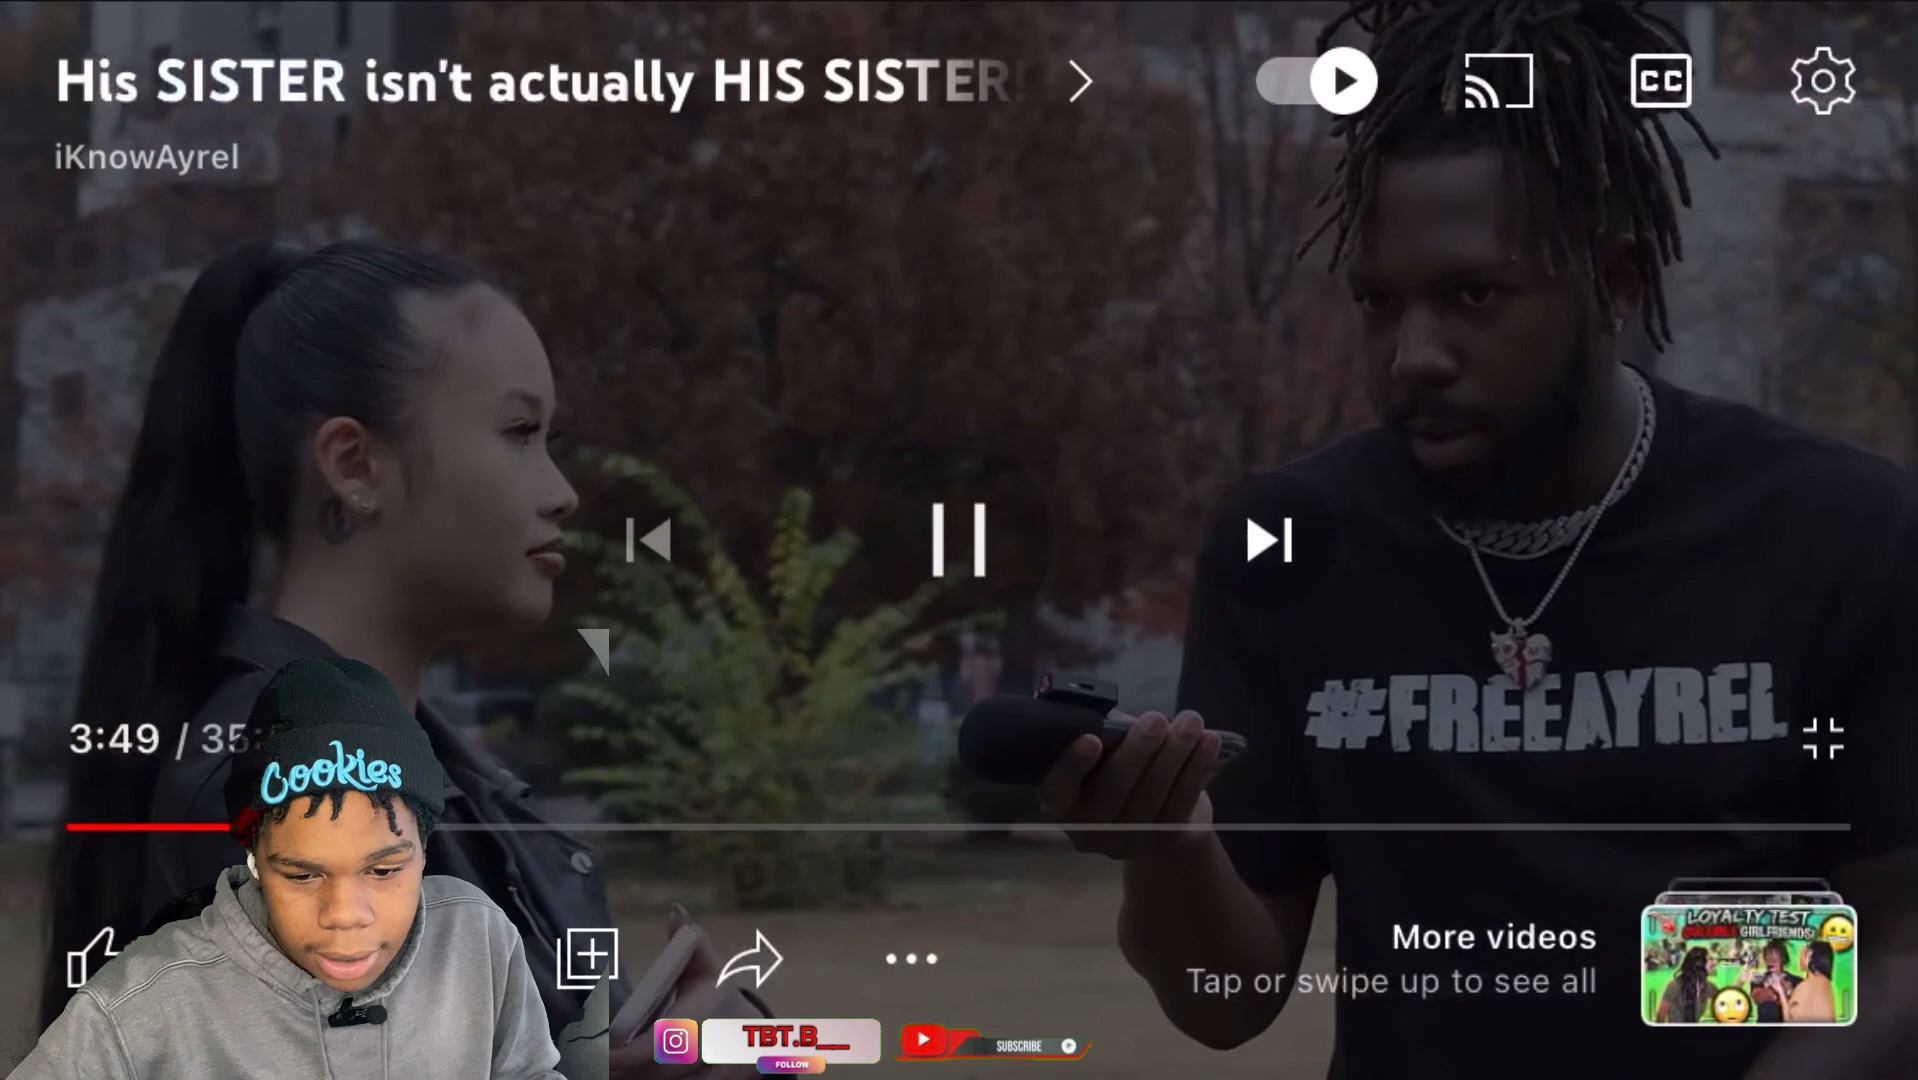 His SISTER isn't actually HIS SISTER!
iKnowAyrel
CC
#FREEAYREL
3:49 / 35:
Cookies
LOYALTY TEST
GIRLFRIENDS!
More videos
Tap or swipe up to see all
TBT.B__
FOLLOW
SUBSCRIBE